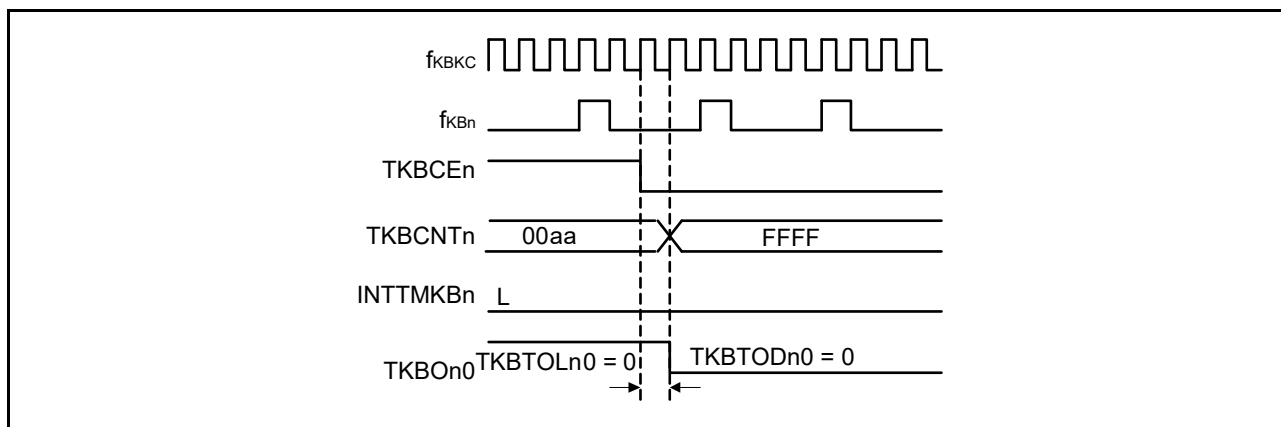 fKBKC
fKBn
TKBCEn
TKBCNTn 00aa FFFF
INTTMKBn L
TKBOn0 TKBTOLn0 = 0 TKBTODn0 = 0